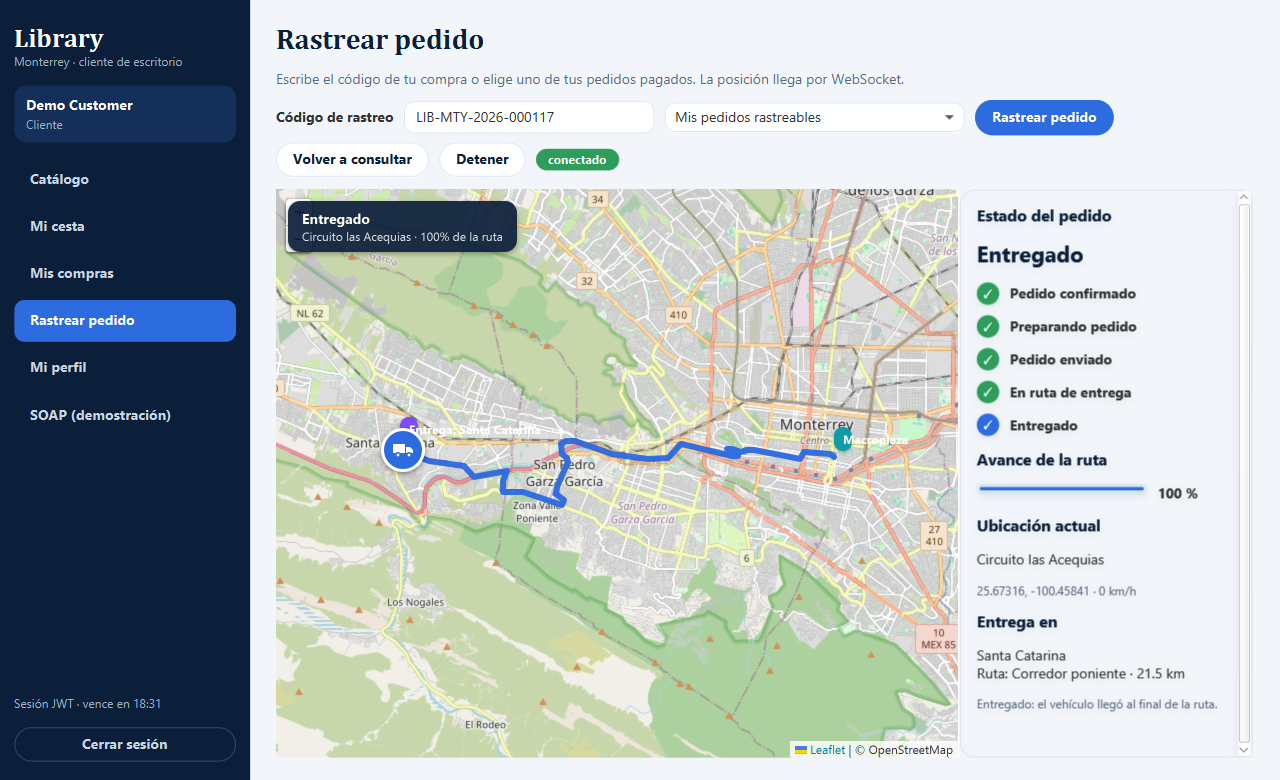 Library
Monterrey · cliente de escritorio
Demo Customer
Cliente
Catálogo
Mi cesta
Mis compras
Rastrear pedido
Mi perfil
SOAP (demostración)
Sesión JWT · vence en 18:31
Cerrar sesión
Rastrear pedido
Escribe el código de tu compra o elige uno de tus pedidos pagados. La posición llega por WebSocket.
Código de rastreo
LIB-MTY-2026-000117
Mis pedidos rastreables
Rastrear pedido
Volver a consultar
Detener
conectado
Entregado
Circuito las Acequias · 100% de la ruta
de los Garza
34
García
32
NL 62
410
Entrega: Santa Catarina
Monterrey
Centro
Macroplaza
San Pedro
Garza García
Zona Valle
Poniente
San Pedro
Garza García
27
410
6
Los Nogales
10
MEX 85
El Rodeo
Leaflet | © OpenStreetMap
Estado del pedido
Entregado
Pedido confirmado
Preparando pedido
Pedido enviado
En ruta de entrega
Entregado
Avance de la ruta
100 %
Ubicación actual
Circuito las Acequias
25.67316, -100.45841 · 0 km/h
Entrega en
Santa Catarina
Ruta: Corredor poniente · 21.5 km
Entregado: el vehículo llegó al final de la ruta.